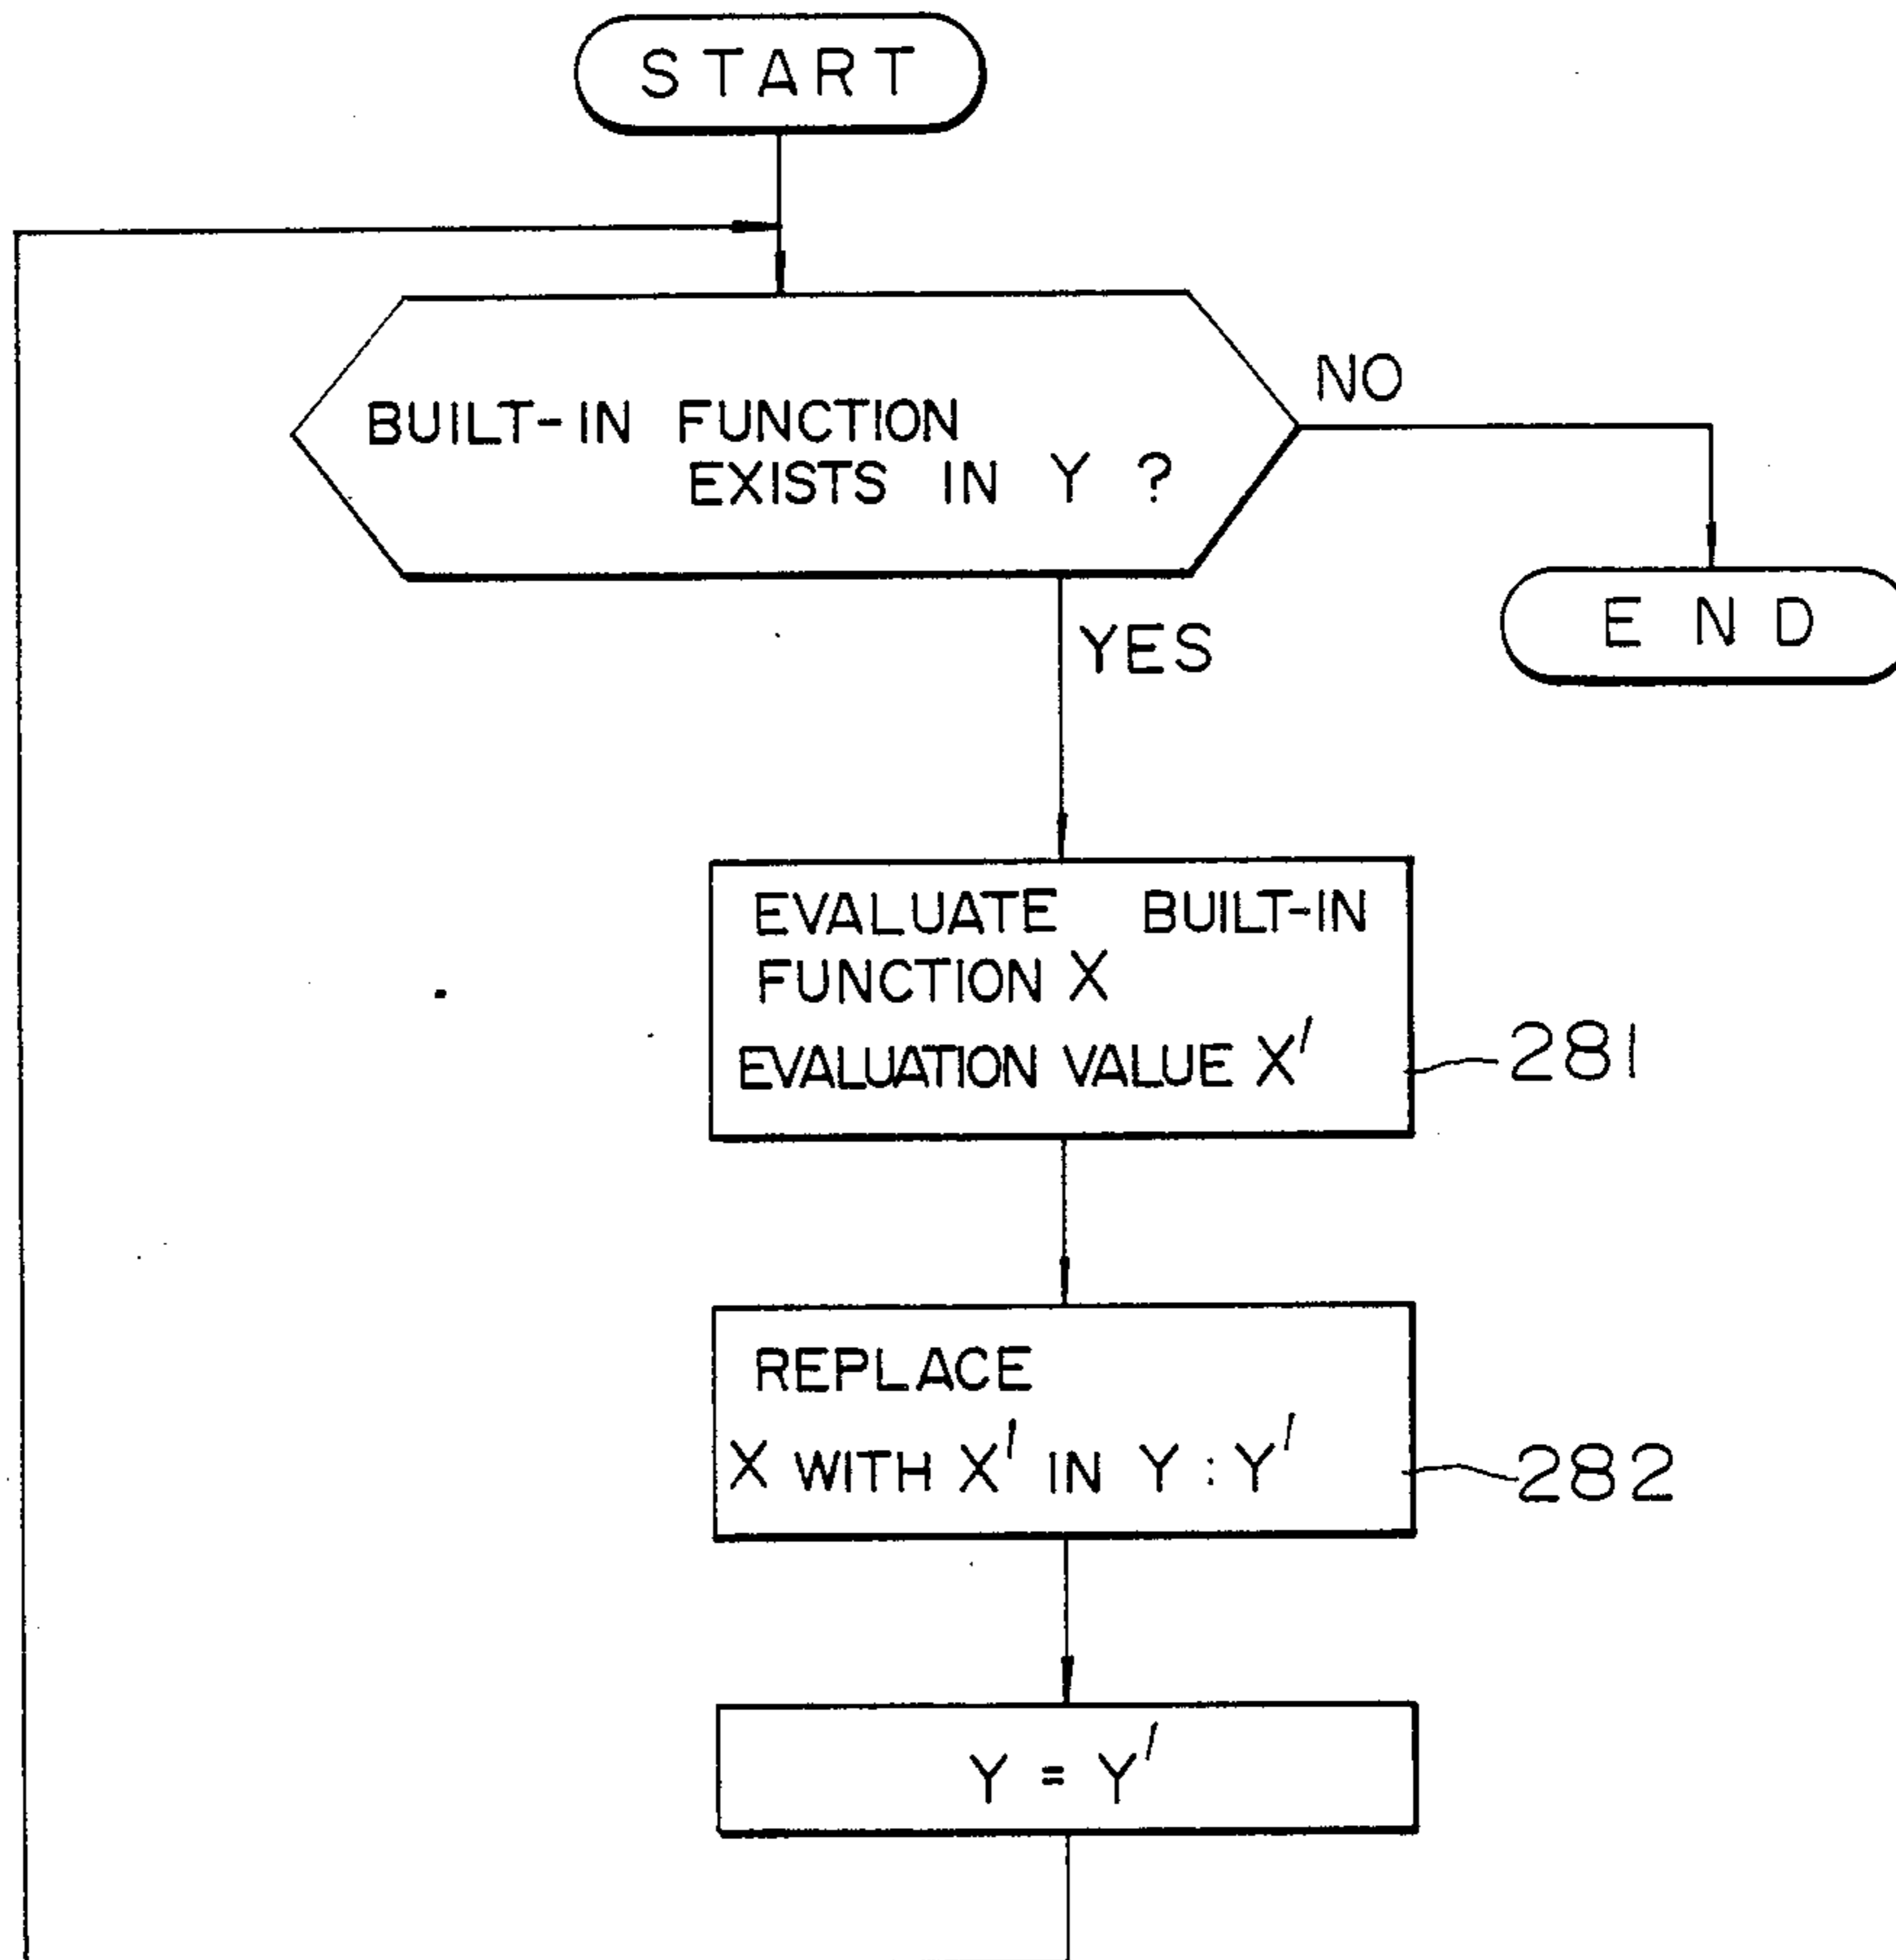 START
BUILT-IN FUNCTION
EXISTS IN Y ?
NO
END
YES
EVALUATE BUILT-IN
FUNCTION X
EVALUATION VALUE X'
281
REPLACE
X WITH X' IN Y : Y'
282
Y = Y'